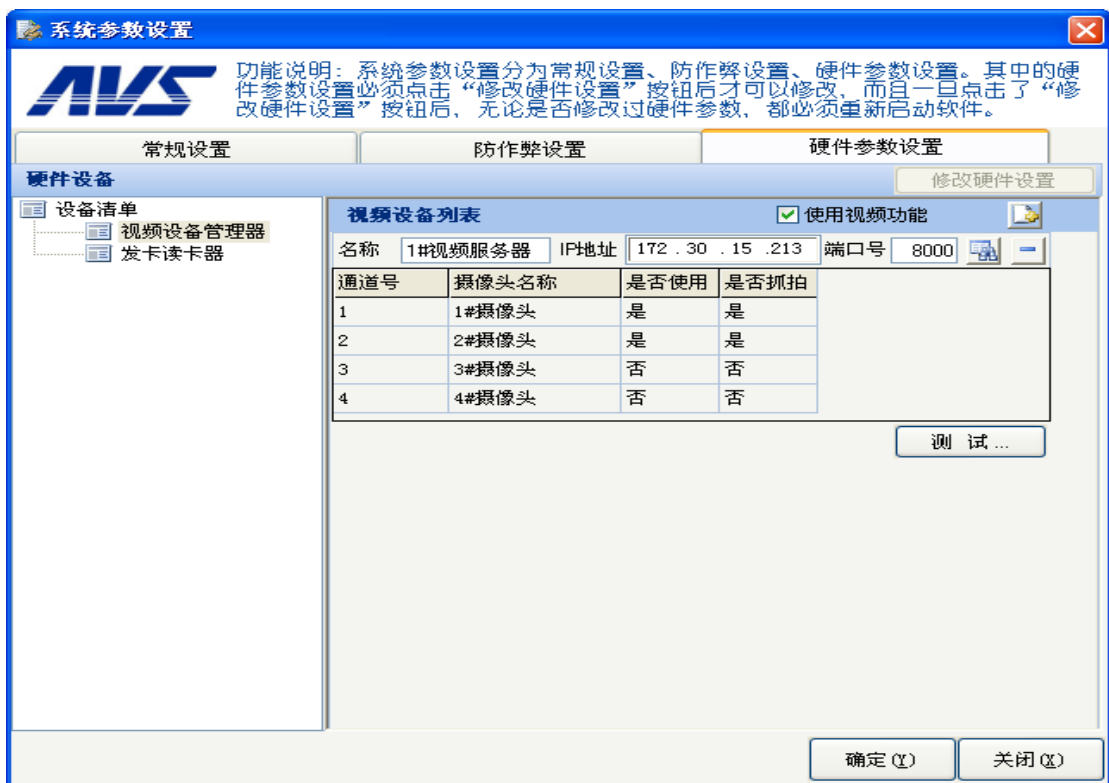 系统参数设置
AVS
功能说明：系统参数设置分为常规设置、防作弊设置、硬件参数设置。其中的硬
件参数设置必须点击“修改硬件设置”按钮后才可以修改，而且一旦点击了“修
改硬件设置”按钮后，无论是否修改过硬件参数，都必须重新启动软件。
常规设置 防作弊设置 硬件参数设置
硬件设备 修改硬件设置
设备清单
视频设备管理器
发卡读卡器
视频设备列表 使用视频功能
名称 1#视频服务器 IP地址 172 . 30 . 15 .213 端口号 8000
通道号 摄像头名称 是否使用 是否抓拍
1 1#摄像头 是 是
2 2#摄像头 是 是
3 3#摄像头 否 否
4 4#摄像头 否 否
测 试...
确定(Y) 关闭(X)